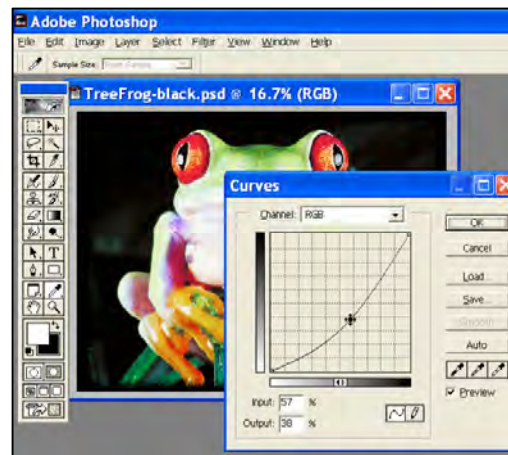 Adobe Photoshop
File Edit Image Layer Select Filter View Window Help
Sample Size:
TreeFrog-black.psd @ 16.7% (RGB)
Curves
Channel: RGB
OK
Cancel
Load...
Save...
Smooth
Auto
Preview
Input: 57 %
Output: 38 %
T